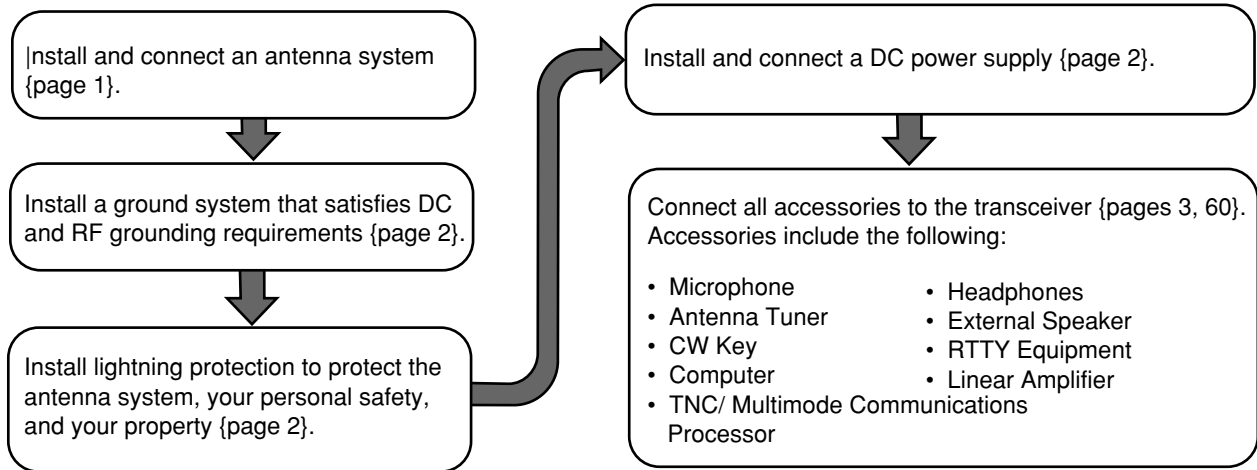 |nstall and connect an antenna system
{page 1}.
Install a ground system that satisfies DC
and RF grounding requirements {page 2}.
Install lightning protection to protect the
antenna system, your personal safety,
and your property {page 2}.
Install and connect a DC power supply {page 2}.
Connect all accessories to the transceiver {pages 3, 60}.
Accessories include the following:
• Microphone
• Antenna Tuner
• CW Key
• Computer
• TNC/ Multimode Communications
Processor
• Headphones
• External Speaker
• RTTY Equipment
• Linear Amplifier